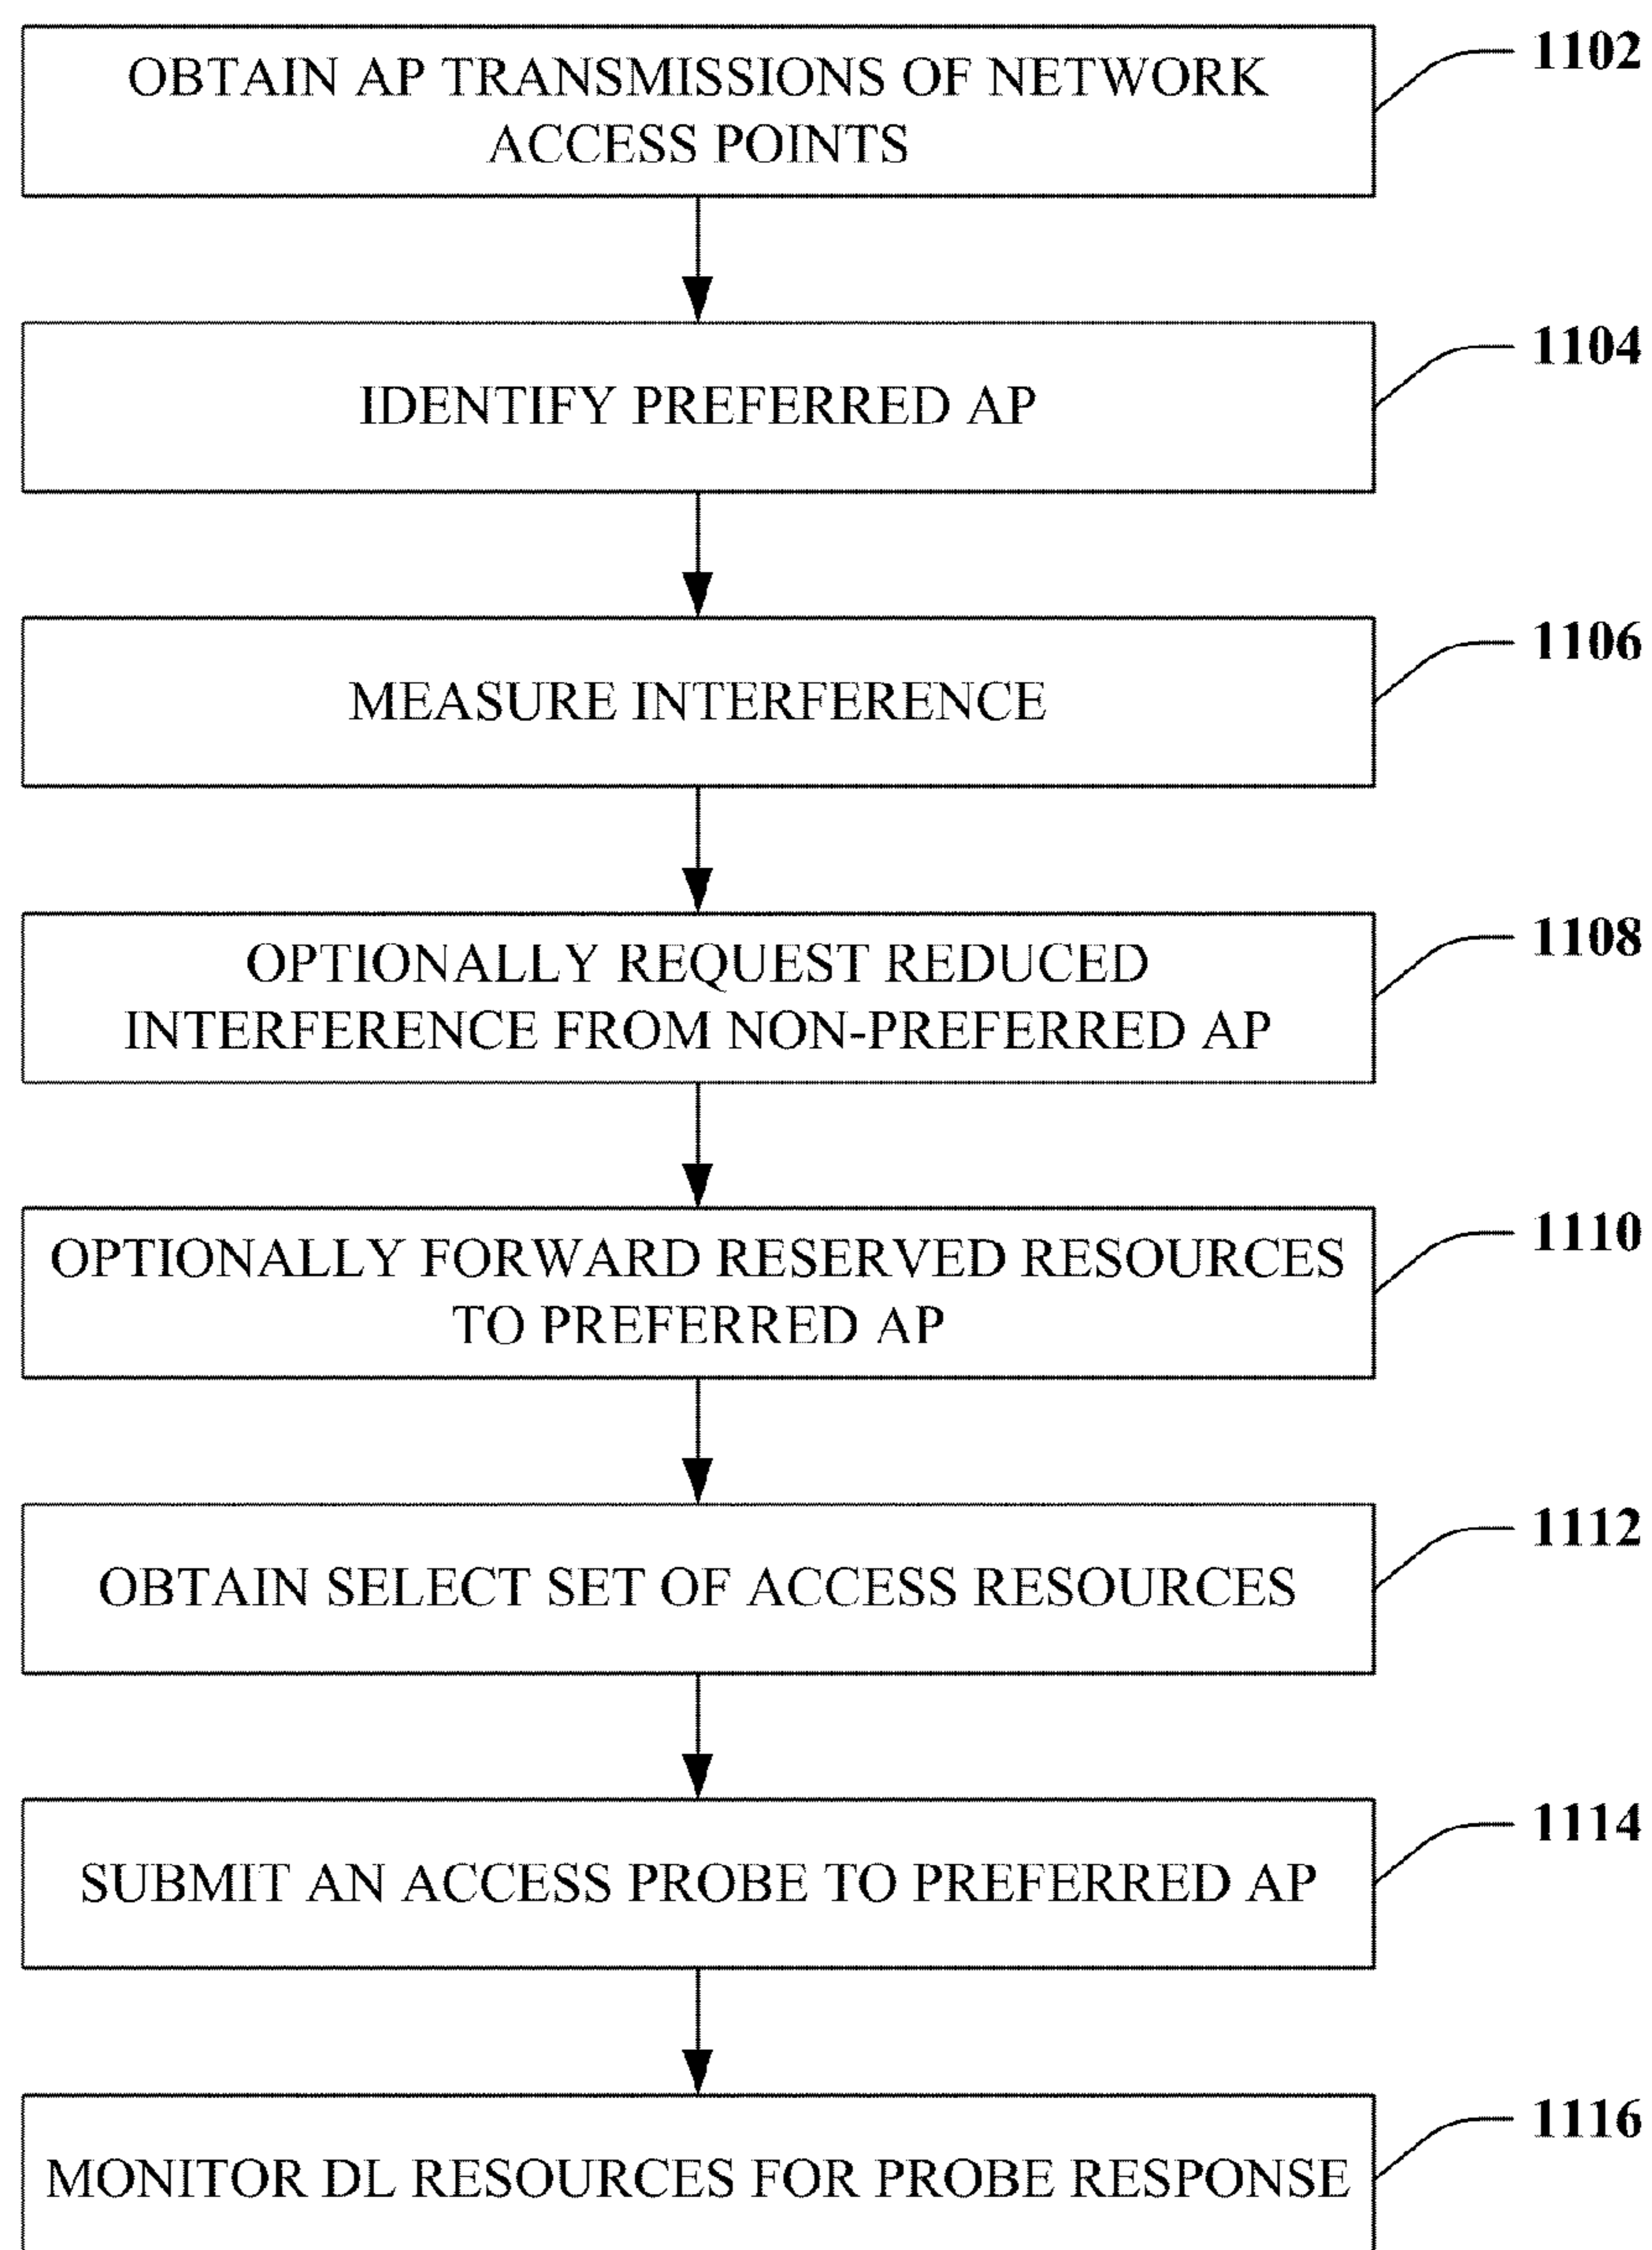 OBTAIN AP TRANSMISSIONS OF NETWORK
ACCESS POINTS
1102
IDENTIFY PREFERRED AP
1104
MEASURE INTERFERENCE
1106
OPTIONALLY REQUEST REDUCED
INTERFERENCE FROM NON-PREFERRED AP
1108
OPTIONALLY FORWARD RESERVED RESOURCES
TO PREFERRED AP
1110
OBTAIN SELECT SET OF ACCESS RESOURCES
1112
SUBMIT AN ACCESS PROBE TO PREFERRED AP
1114
MONITOR DL RESOURCES FOR PROBE RESPONSE
1116